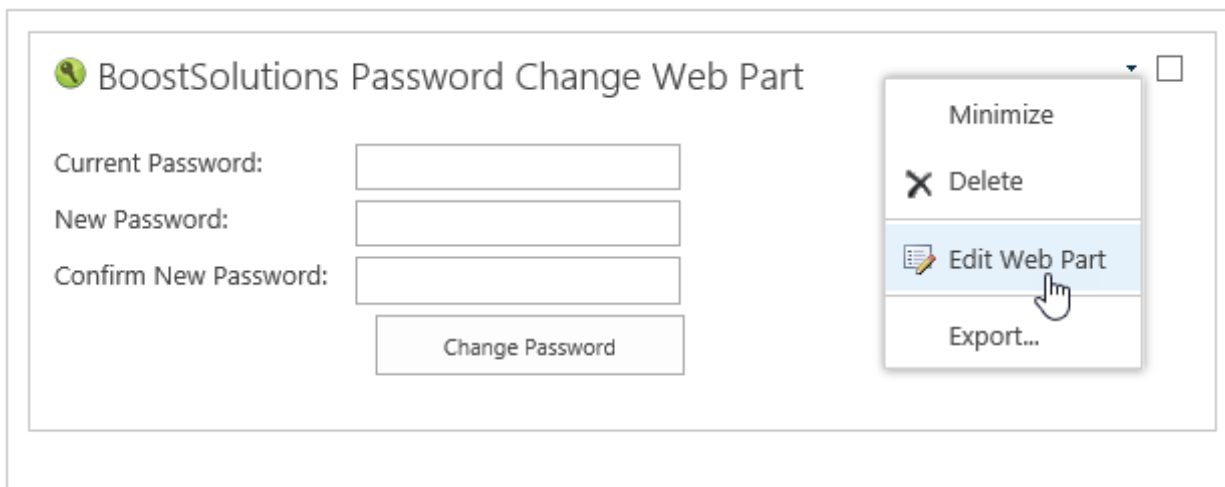 BoostSolutions Password Change Web Part
Minimize
Current Password:
Delete
New Password:
Edit Web Part
Confirm New Password:
Export...
Change Password